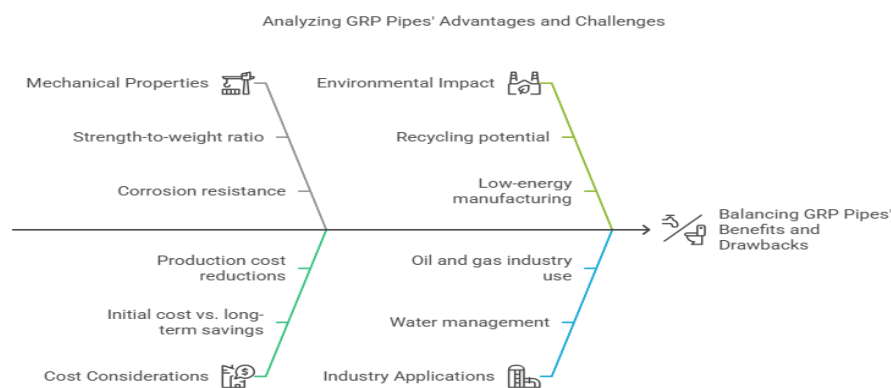 Analyzing GRP Pipes' Advantages and Challenges
Mechanical Properties
Environmental Impact
Strength-to-weight ratio
Recycling potential
Corrosion resistance
Low-energy
manufacturing
Balancing GRP Pipes'
Benefits and
Drawbacks
Production cost
reductions
Oil and gas industry
use
Initial cost vs. long-
term savings
Water management
Cost Considerations
Industry Applications